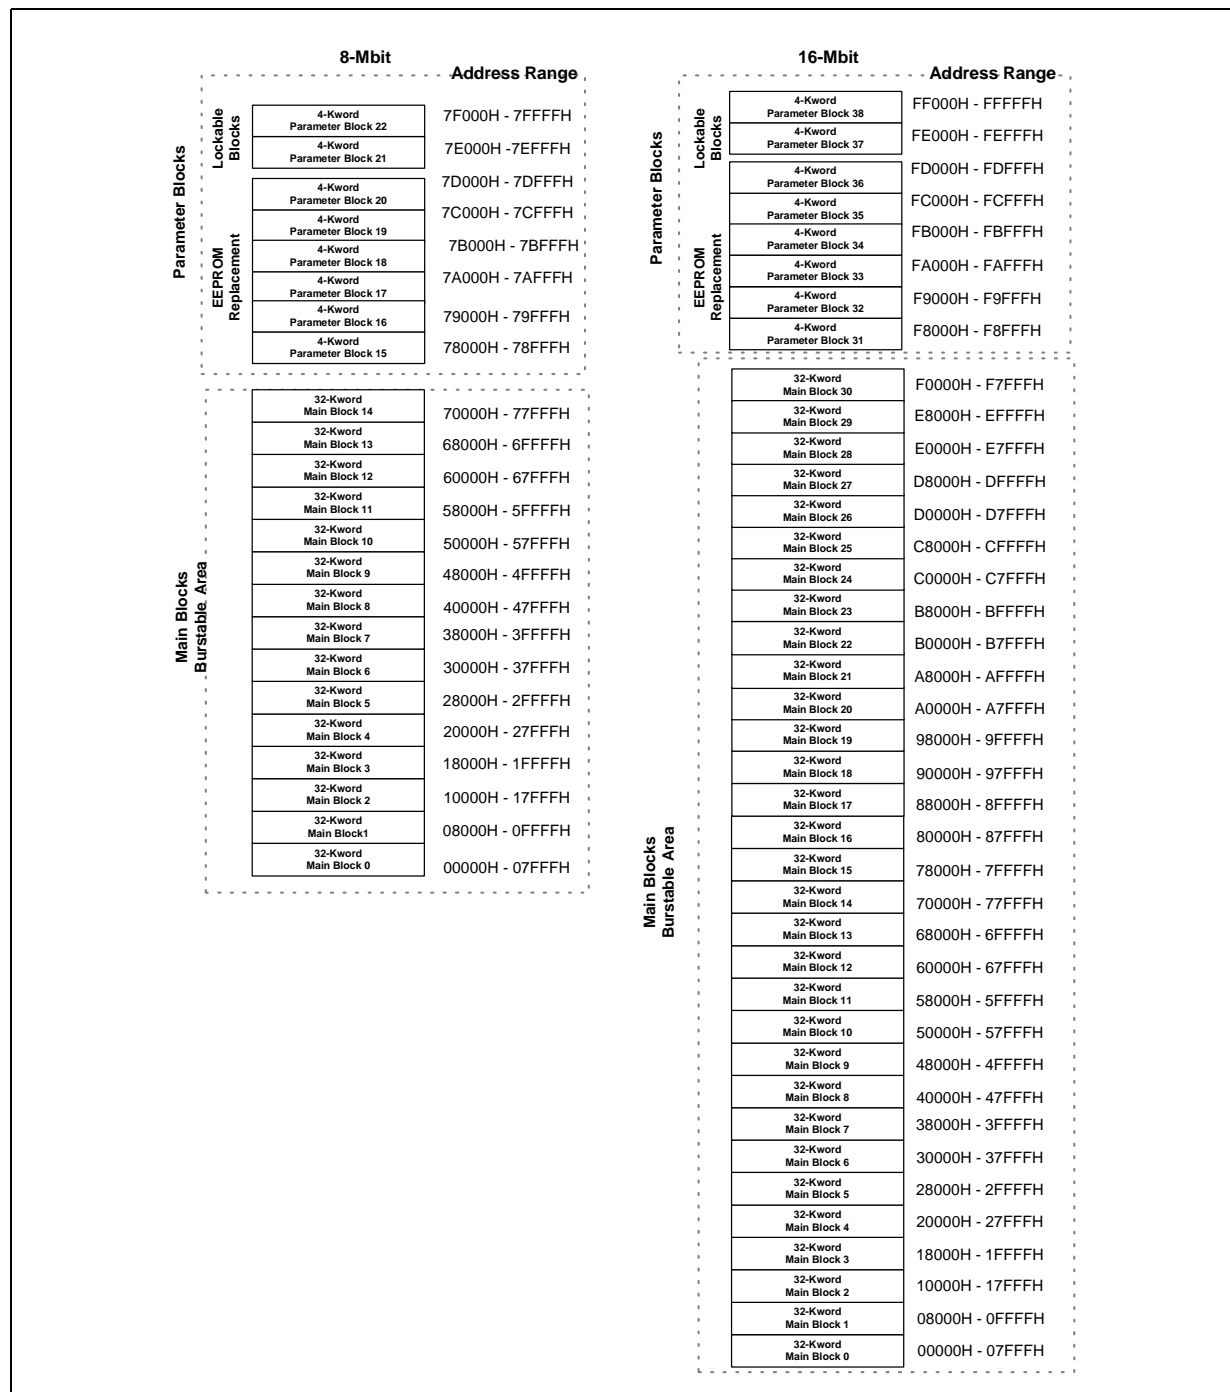 8-Mbit
Address Range
Parameter Blocks
Lockable
Blocks
4-Kword
Parameter Block 22
7F000H - 7FFFFH
4-Kword
Parameter Block 21
7E000H -7EFFFH
EEPROM
Replacement
4-Kword
Parameter Block 20
7D000H - 7DFFFH
4-Kword
Parameter Block 19
7C000H - 7CFFFH
4-Kword
Parameter Block 18
7B000H - 7BFFFH
4-Kword
Parameter Block 17
7A000H - 7AFFFH
4-Kword
Parameter Block 16
79000H - 79FFFH
4-Kword
Parameter Block 15
78000H - 78FFFH
Main Blocks
Burstable Area
32-Kword
Main Block 14
70000H - 77FFFH
32-Kword
Main Block 13
68000H - 6FFFFH
32-Kword
Main Block 12
60000H - 67FFFH
32-Kword
Main Block 11
58000H - 5FFFFH
32-Kword
Main Block 10
50000H - 57FFFH
32-Kword
Main Block 9
48000H - 4FFFFH
32-Kword
Main Block 8
40000H - 47FFFH
32-Kword
Main Block 7
38000H - 3FFFFH
32-Kword
Main Block 6
30000H - 37FFFH
32-Kword
Main Block 5
28000H - 2FFFFH
32-Kword
Main Block 4
20000H - 27FFFH
32-Kword
Main Block 3
18000H - 1FFFFH
32-Kword
Main Block 2
10000H - 17FFFH
32-Kword
Main Block1
08000H - 0FFFFH
32-Kword
Main Block 0
00000H - 07FFFH
16-Mbit
Address Range
Parameter Blocks
Lockable
Blocks
4-Kword
Parameter Block 38
FF000H - FFFFFH
4-Kword
Parameter Block 37
FE000H - FEFFFH
EEPROM
Replacement
4-Kword
Parameter Block 36
FD000H - FDFFFH
4-Kword
Parameter Block 35
FC000H - FCFFFH
4-Kword
Parameter Block 34
FB000H - FBFFFH
4-Kword
Parameter Block 33
FA000H - FAFFFH
4-Kword
Parameter Block 32
F9000H - F9FFFH
4-Kword
Parameter Block 31
F8000H - F8FFFH
Main Blocks
Burstable Area
32-Kword
Main Block 30
F0000H - F7FFFH
32-Kword
Main Block 29
E8000H - EFFFFH
32-Kword
Main Block 28
E0000H - E7FFFH
32-Kword
Main Block 27
D8000H - DFFFFH
32-Kword
Main Block 26
D0000H - D7FFFH
32-Kword
Main Block 25
C8000H - CFFFFH
32-Kword
Main Block 24
C0000H - C7FFFH
32-Kword
Main Block 23
B8000H - BFFFFH
32-Kword
Main Block 22
B0000H - B7FFFH
32-Kword
Main Block 21
A8000H - AFFFFH
32-Kword
Main Block 20
A0000H - A7FFFH
32-Kword
Main Block 19
98000H - 9FFFFH
32-Kword
Main Block 18
90000H - 97FFFH
32-Kword
Main Block 17
88000H - 8FFFFH
32-Kword
Main Block 16
80000H - 87FFFH
32-Kword
Main Block 15
78000H - 7FFFFH
32-Kword
Main Block 14
70000H - 77FFFH
32-Kword
Main Block 13
68000H - 6FFFFH
32-Kword
Main Block 12
60000H - 67FFFH
32-Kword
Main Block 11
58000H - 5FFFFH
32-Kword
Main Block 10
50000H - 57FFFH
32-Kword
Main Block 9
48000H - 4FFFFH
32-Kword
Main Block 8
40000H - 47FFFH
32-Kword
Main Block 7
38000H - 3FFFFH
32-Kword
Main Block 6
30000H - 37FFFH
32-Kword
Main Block 5
28000H - 2FFFFH
32-Kword
Main Block 4
20000H - 27FFFH
32-Kword
Main Block 3
18000H - 1FFFFH
32-Kword
Main Block 2
10000H - 17FFFH
32-Kword
Main Block 1
08000H - 0FFFFH
32-Kword
Main Block 0
00000H - 07FFFH